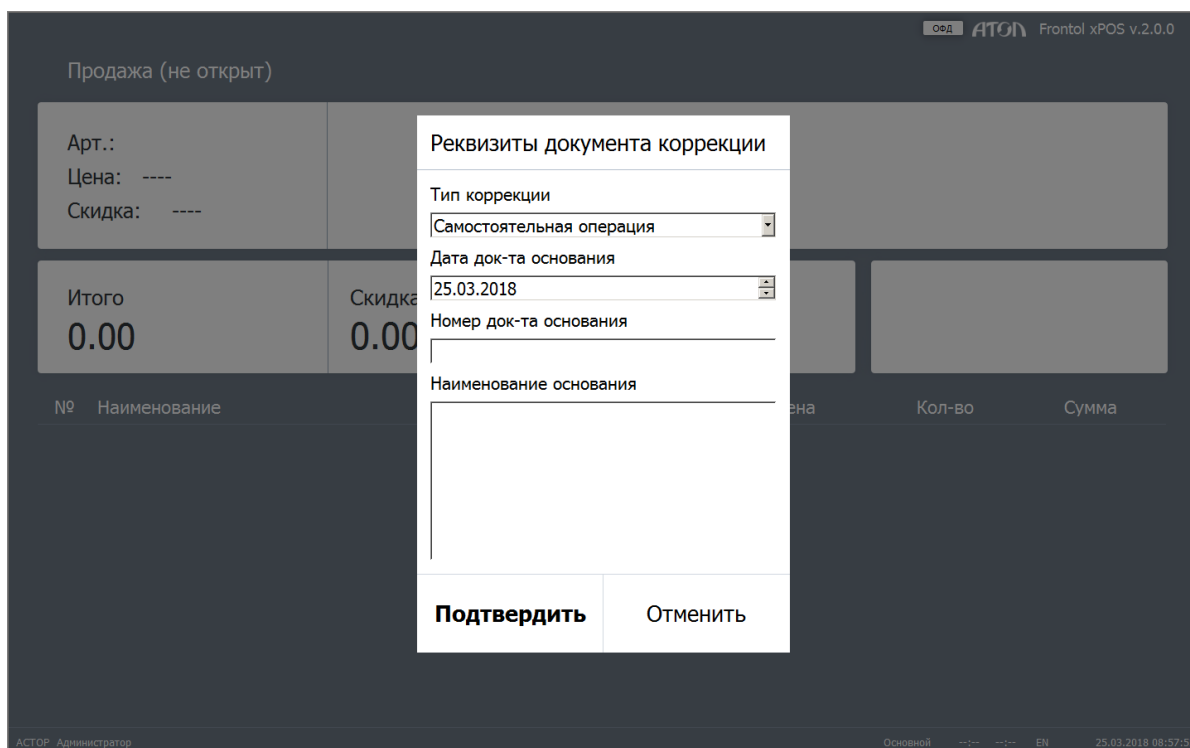 ОФД АТОЛ Frontol xPOS v.2.0.0
Продажа (не открыт)
Арт.:
Цена: ----
Скидка: ----
Итого
0.00
Скидка
0.00
№ Наименование
ена Кол-во Сумма
Реквизиты документа коррекции
Тип коррекции
Самостоятельная операция
Дата док-та основания
25.03.2018
Номер док-та основания
Наименование основания
Подтвердить Отменить
АСТОР Администратор
Основной --:-- --:-- EN 25.03.2018 08:57:5